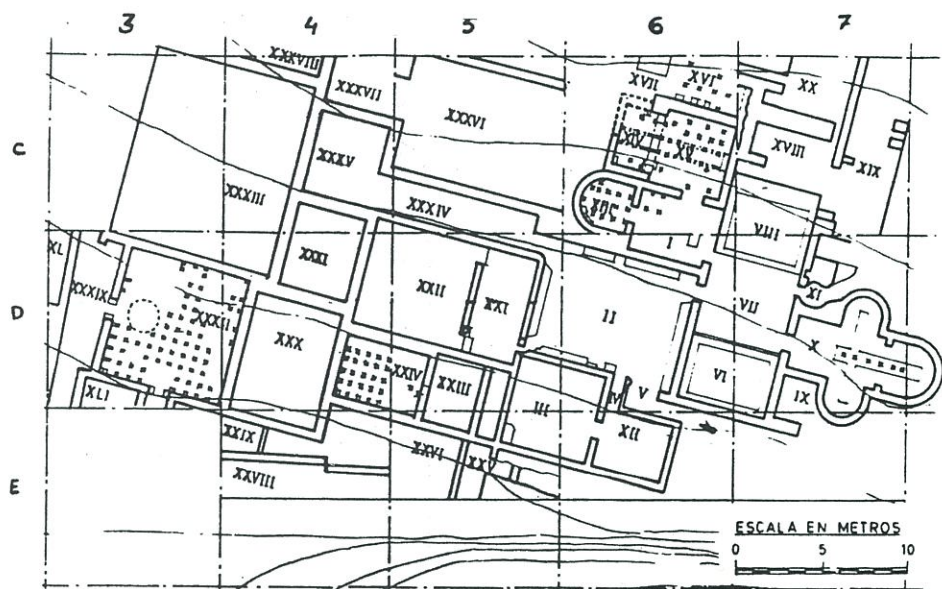 3 4 5 6 7
C
D
E
XXXVIII
XXXVII
XXXVI
XVII
XVI
XX
XXXV
XIV
XV
XVIII
XIX
XXXIII
XXXIV
XIII
I
VIII
XL
XXXIX
XXXII
XXXI
XXII
XXI
II
VII
XI
X
XXX
XXIV
XXIII
III
IV
V
VI
IX
XLI
XXIX
XXVI
XXV
XII
XXVIII
ESCALA EN METROS
0 5 10